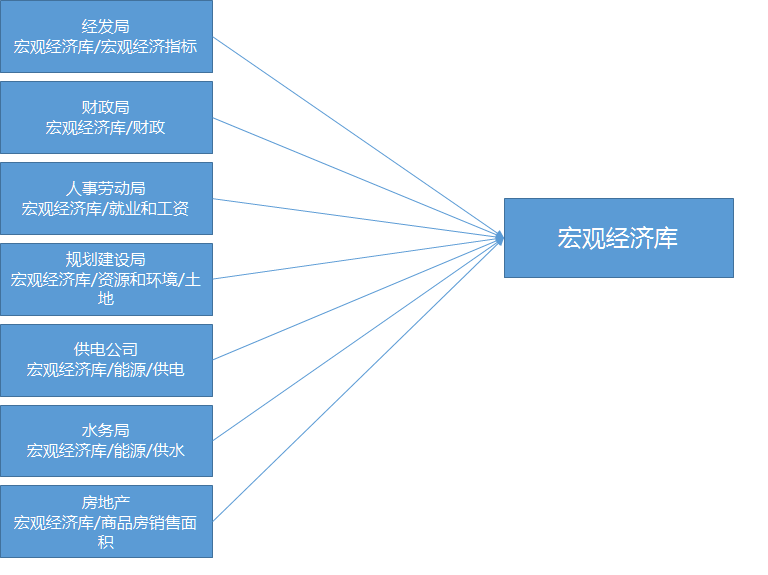 经发局
宏观经济库/宏观经济指标
财政局
宏观经济库/财政
人事劳动局
宏观经济库/就业和工资
规划建设局
宏观经济库/资源和环境/土
地
供电公司
宏观经济库/能源/供电
水务局
宏观经济库/能源/供水
房地产
宏观经济库/商品房销售面
积
宏观经济库